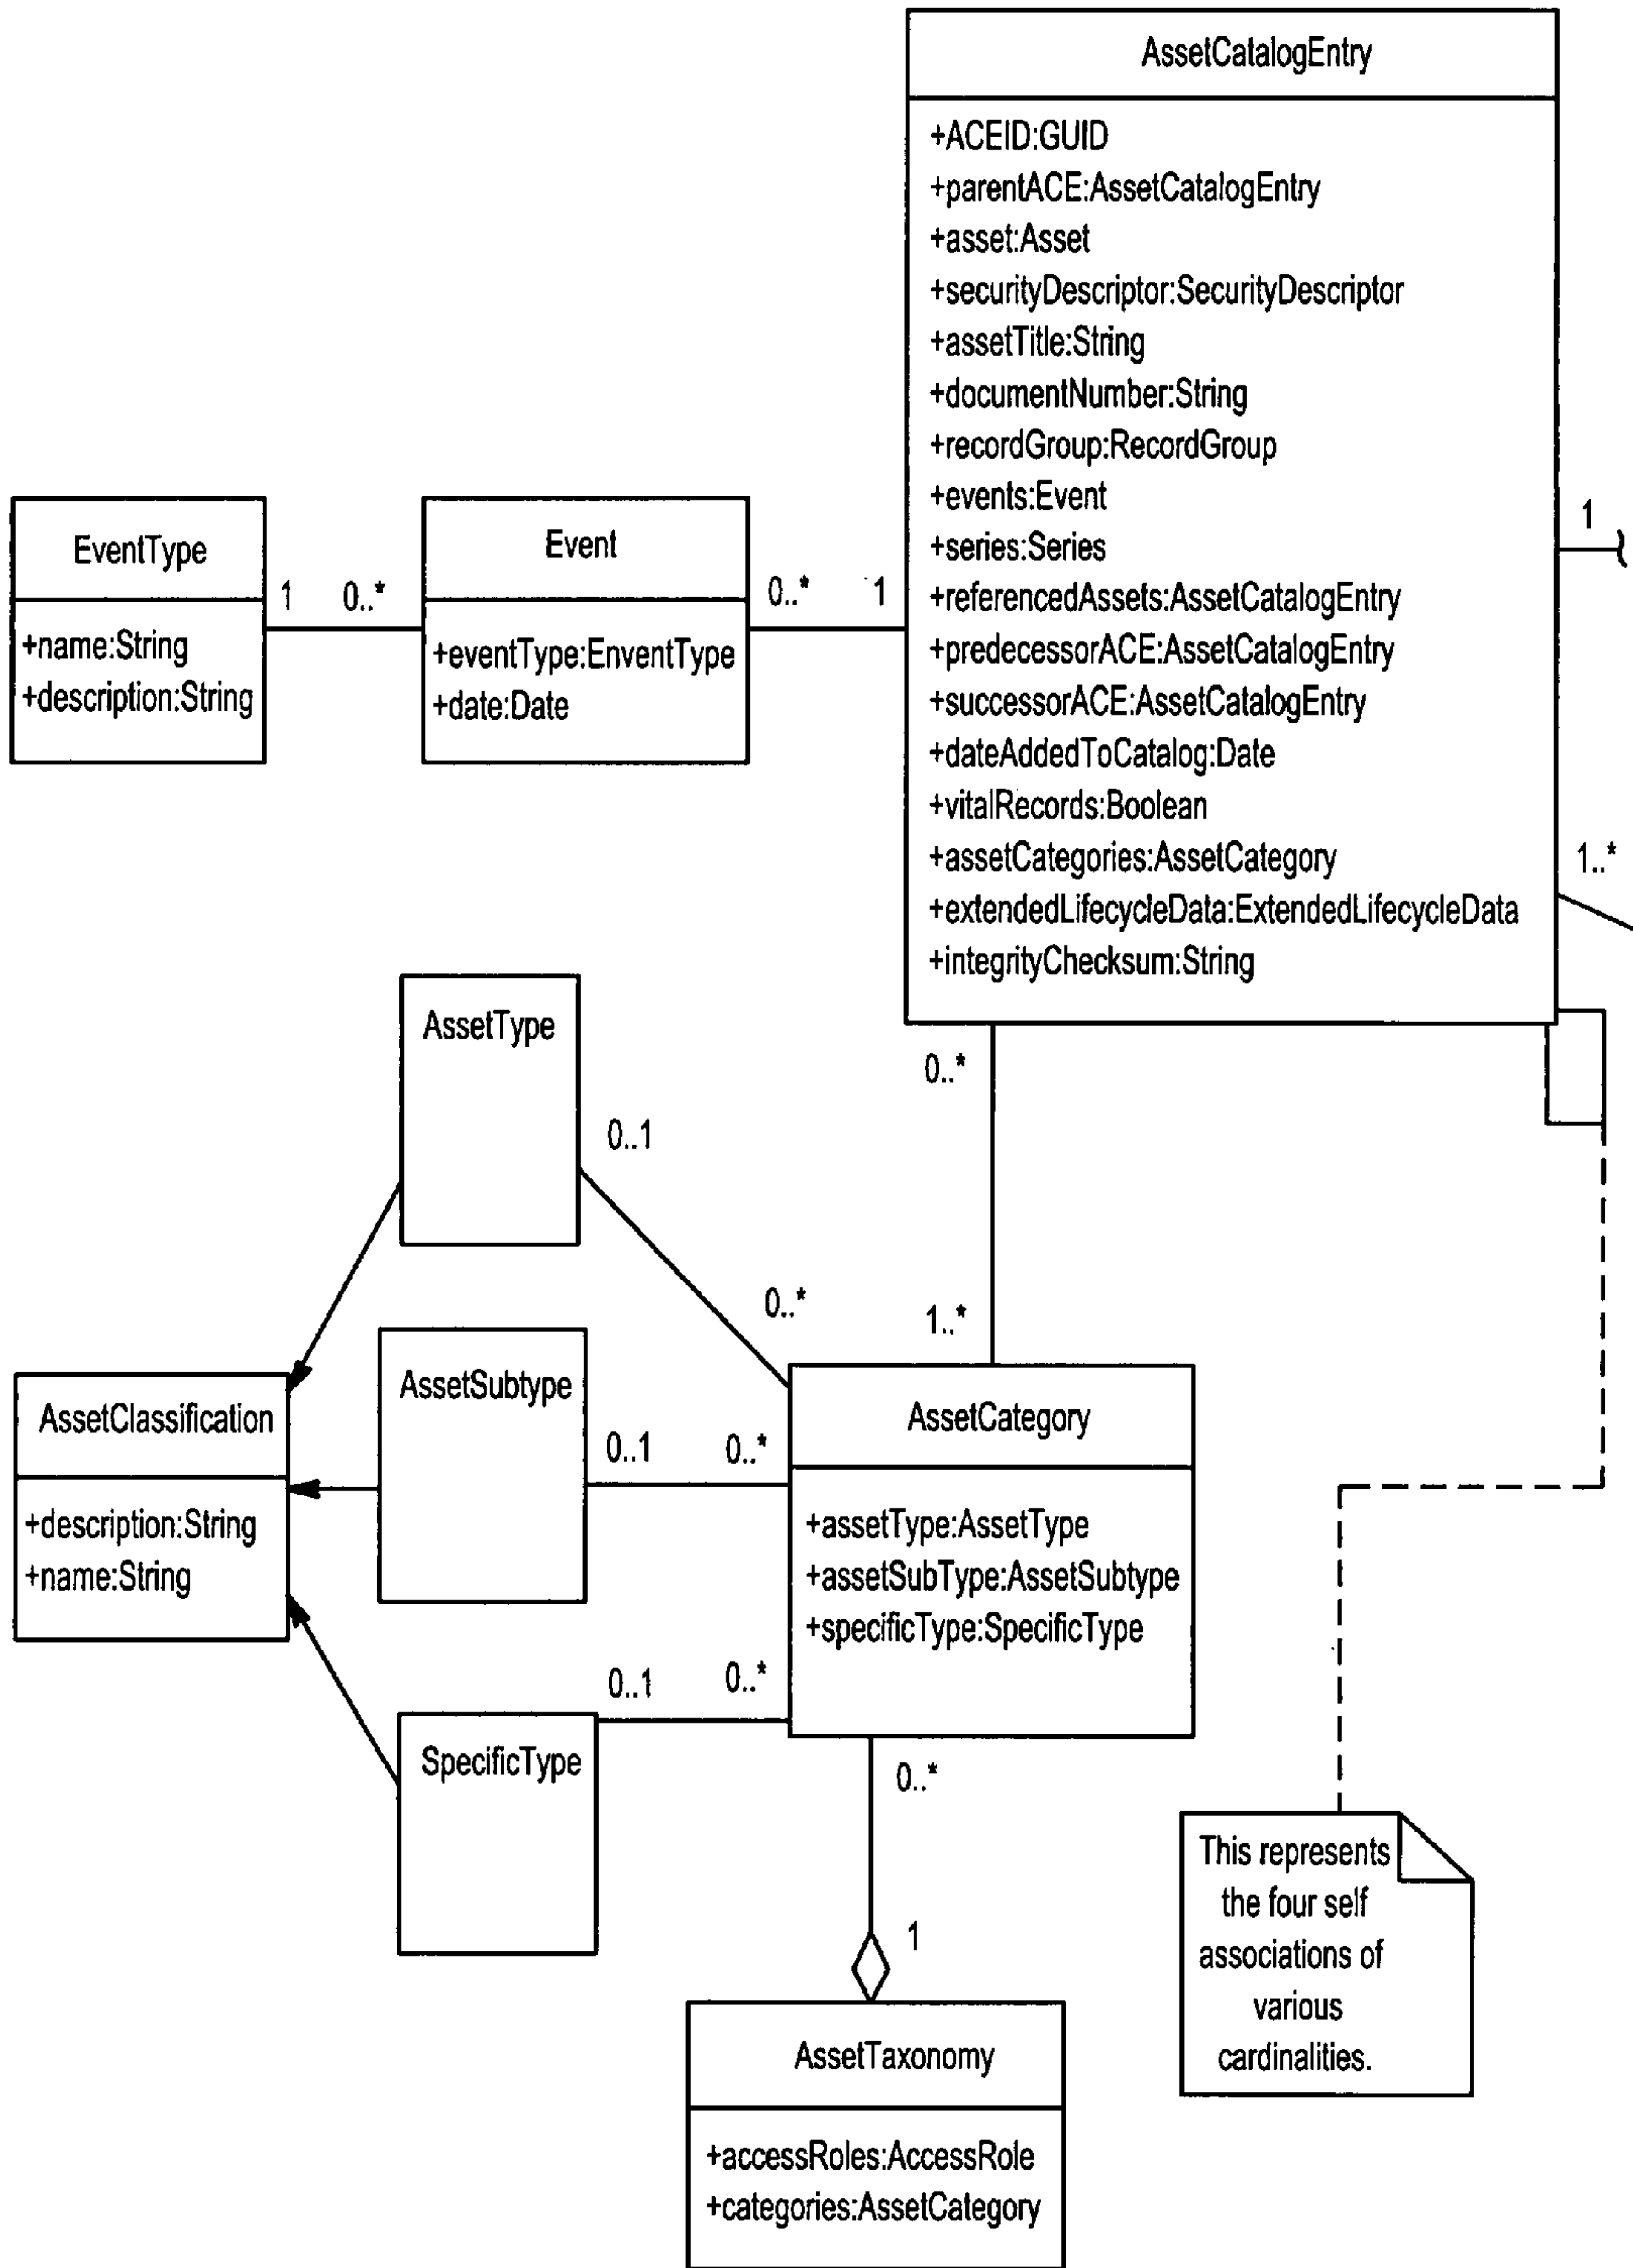 AssetCatalogEntry
+ACEID:GUID
+parentACE:AssetCatalogEntry
+asset:Asset
+securityDescriptor:SecurityDescriptor
+assetTitle:String
+documentNumber:String
+recordGroup:RecordGroup
+events:Event
+series:Series
+referencedAssets:AssetCatalogEntry
+predecessorACE:AssetCatalogEntry
+successorACE:AssetCatalogEntry
+dateAddedToCatalog:Date
+vitalRecords:Boolean
+assetCategories:AssetCategory
+extendedLifecycleData:ExtendedLifecycleData
+integrityChecksum:String
1
1..*
EventType
+name:String
+description:String
1
0..*
Event
+eventType:EnventType
+date:Date
0..*
1
0..*
1..*
AssetType
0..1
0..*
AssetSubtype
0..1
0..*
AssetClassification
+description:String
+name:String
SpecificType
0..1
0..*
AssetCategory
+assetType:AssetType
+assetSubType:AssetSubtype
+specificType:SpecificType
0..*
1
AssetTaxonomy
+accessRoles:AccessRole
+categories:AssetCategory
This represents
the four self
associations of
various
cardinalities.